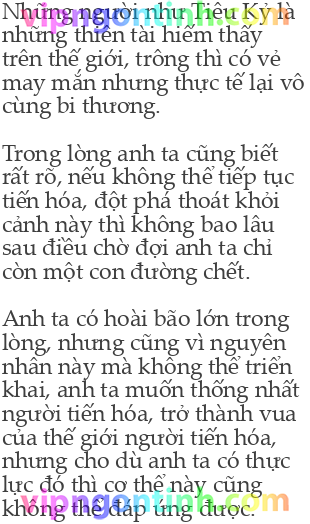 Những người như Tiêu Kỳ là
những thiên tài hiếm thấy
trên thế giới, trông thì có vẻ
may mắn nhưng thực tế lại vô
cùng bi thương.
Trong lòng anh ta cũng biết
rất rõ, nếu không thể tiếp tục
tiến hóa, đột phá thoát khỏi
cảnh này thì không bao lâu
sau điều chờ đợi anh ta chỉ
còn một con đường chết.
Anh ta có hoài bão lớn trong
lòng, nhưng cũng vì nguyên
nhân này mà không thể triển
khai, anh ta muốn thống nhất
người tiến hóa, trở thành vua
của thế giới người tiến hóa,
nhưng cho dù anh ta có thực
lực đó thì cơ thể này cũng
không thể đáp ứng được.
vipngontinh.com
vipngontinh.com